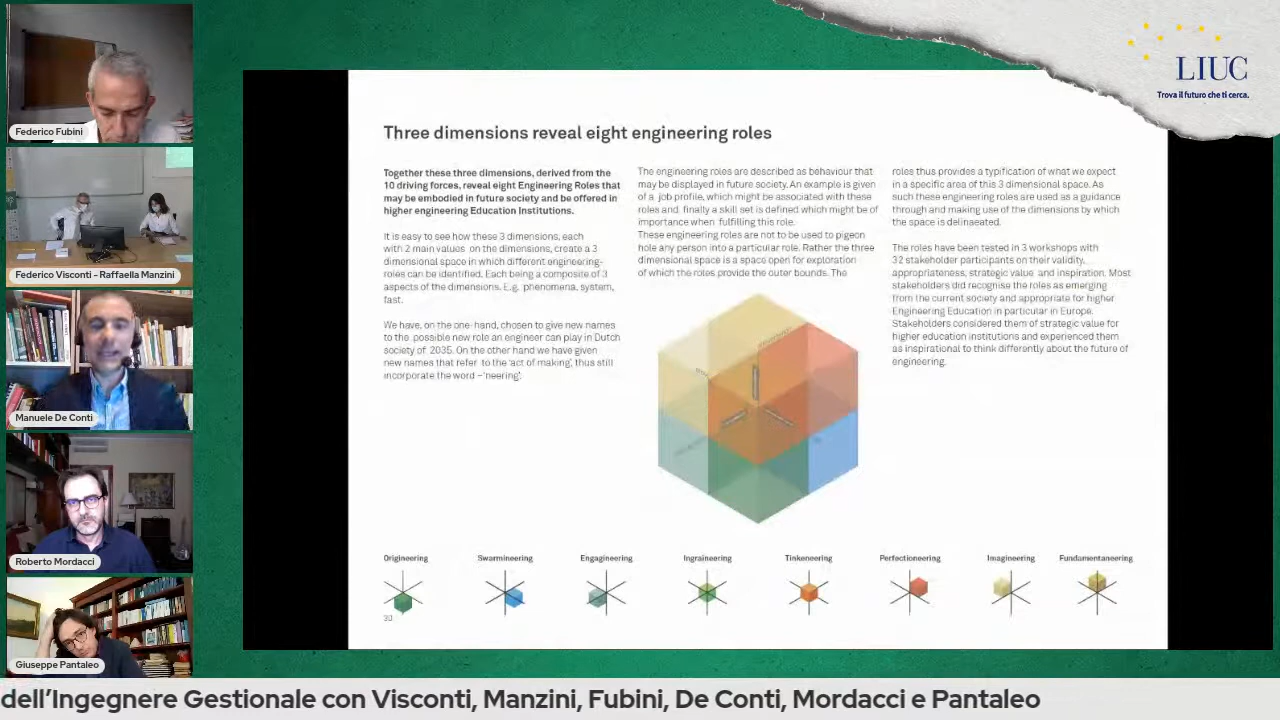 Federico Fubini
Federico Visconti - Raffaella Manzini
Manuele De Conti
Roberto Mordacci
Giuseppe Pantaleo
LIUC
Trova il futuro che ti cerca.
Three dimensions reveal eight engineering roles
Together these three dimensions, derived from the
10 driving forces, reveal eight Engineering Roles that
may be embodied in future society and be offered in
higher engineering Education Institutions.
It is easy to see how these 3 dimensions, each
with 2 main values on the dimensions, create a 3
dimensional space in which different engineering-
roles can be identified. Each being a composite of 3
aspects of the dimensions. E.g. phenomena, system,
fast.
We have, on the one-hand, chosen to give new names
to the possible new role an engineer can play in Dutch
society of 2035. On the other hand we have given
new names that refer to the 'act of making', thus still
incorporate the word –'neering'.
The engineering roles are described as behaviour that
may be displayed in future society. An example is given
of a job profile, which might be associated with these
roles and finally a skill set is defined which might be of
importance when fulfilling this role.
These engineering roles are not to be used to pigeon
hole any person into a particular role. Rather the three
dimensional space is a space open for exploration
of which the roles provide the outer bounds. The
roles thus provides a typification of what we expect
in a specific area of this 3 dimensional space. As
such these engineering roles are used as a guidance
through and making use of the dimensions by which
the space is delineated.
The roles have been tested in 3 workshops with
32 stakeholder participants on their validity,
appropriateness, strategic value and inspiration. Most
stakeholders did recognise the roles as emerging
from the current society and appropriate for higher
Engineering Education in particular in Europe.
Stakeholders considered them of strategic value for
higher education institutions and experienced them
as inspirational to think differently about the future of
engineering.
Origineering
Swarmineering
Engagineering
Ingraineering
Tinkeneering
Perfectioneering
Imagineering
Fundamentaneering
30
dell'Ingegnere Gestionale con Visconti, Manzini, Fubini, De Conti, Mordacci e Pantaleo